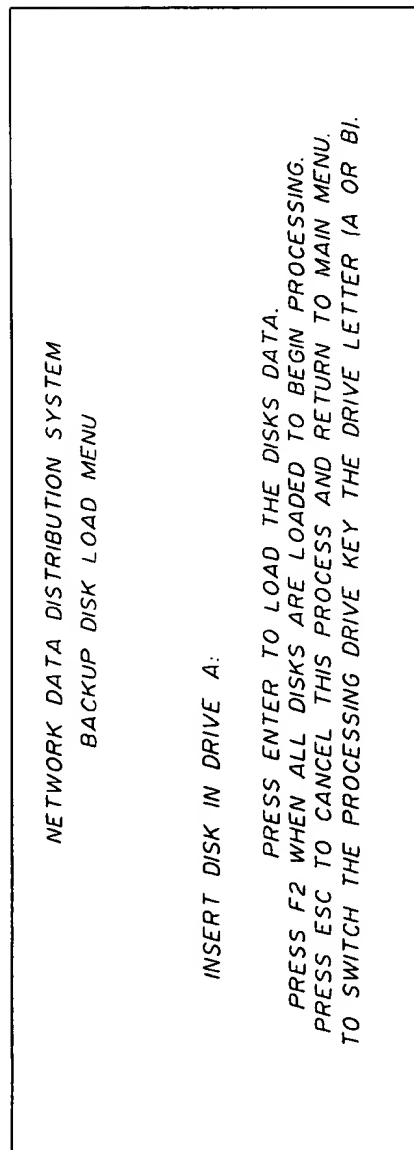 NETWORK DATA DISTRIBUTION SYSTEM
BACKUP DISK LOAD MENU
INSERT DISK IN DRIVE A:
PRESS ENTER TO LOAD THE DISKS DATA.
PRESS F2 WHEN ALL DISKS ARE LOADED TO BEGIN PROCESSING.
PRESS ESC TO CANCEL THIS PROCESS AND RETURN TO MAIN MENU.
TO SWITCH THE PROCESSING DRIVE KEY THE DRIVE LETTER (A OR B).